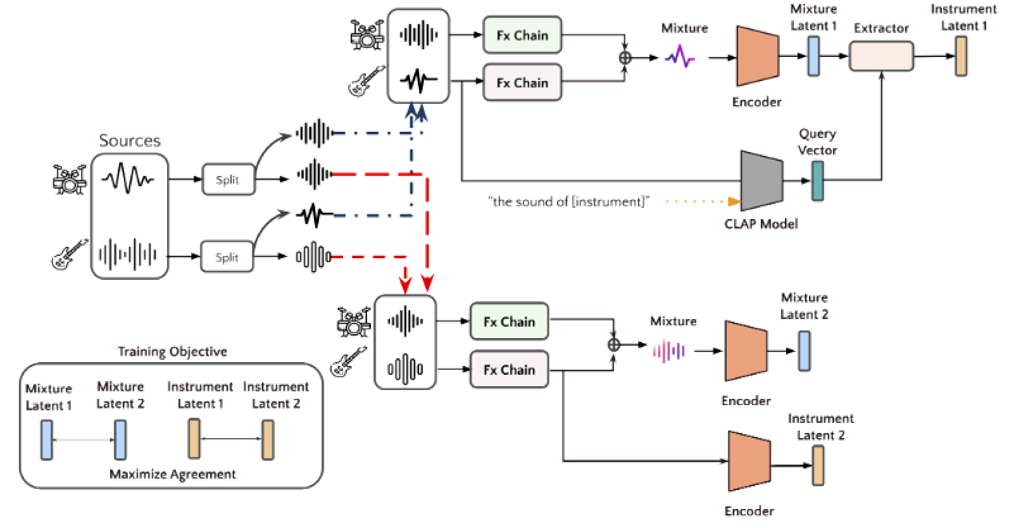 Fx Chain
Fx Chain
Mixture
Encoder
Mixture
Latent 1
Extractor
Instrument
Latent 1
Query
Vector
"the sound of [instrument]"
CLAP Model
Sources
Split
Split
Fx Chain
Fx Chain
Mixture
Encoder
Mixture
Latent 2
Instrument
Latent 2
Encoder
Training Objective
Mixture
Latent 1
Mixture
Latent 2
Instrument
Latent 1
Instrument
Latent 2
Maximize Agreement